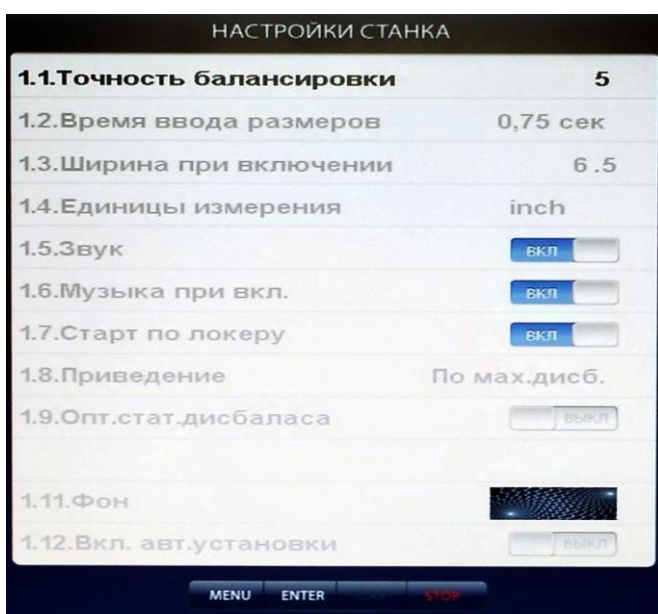 НАСТРОЙКИ СТАНКА
1.1.Точность балансировки 5
1.2.Время ввода размеров 0,75 сек
1.3.Ширина при включении 6.5
1.4.Единицы измерения inch
1.5.Звук ВКЛ
1.6.Музыка при вкл. ВКЛ
1.7.Старт по локеру ВКЛ
1.8.Приведение По мах.дисб.
1.9.Опт.стат.дисбаласа ВЫКЛ
1.11.Фон
1.12.Вкл. авт.установки ВЫКЛ
MENU ENTER START STOP